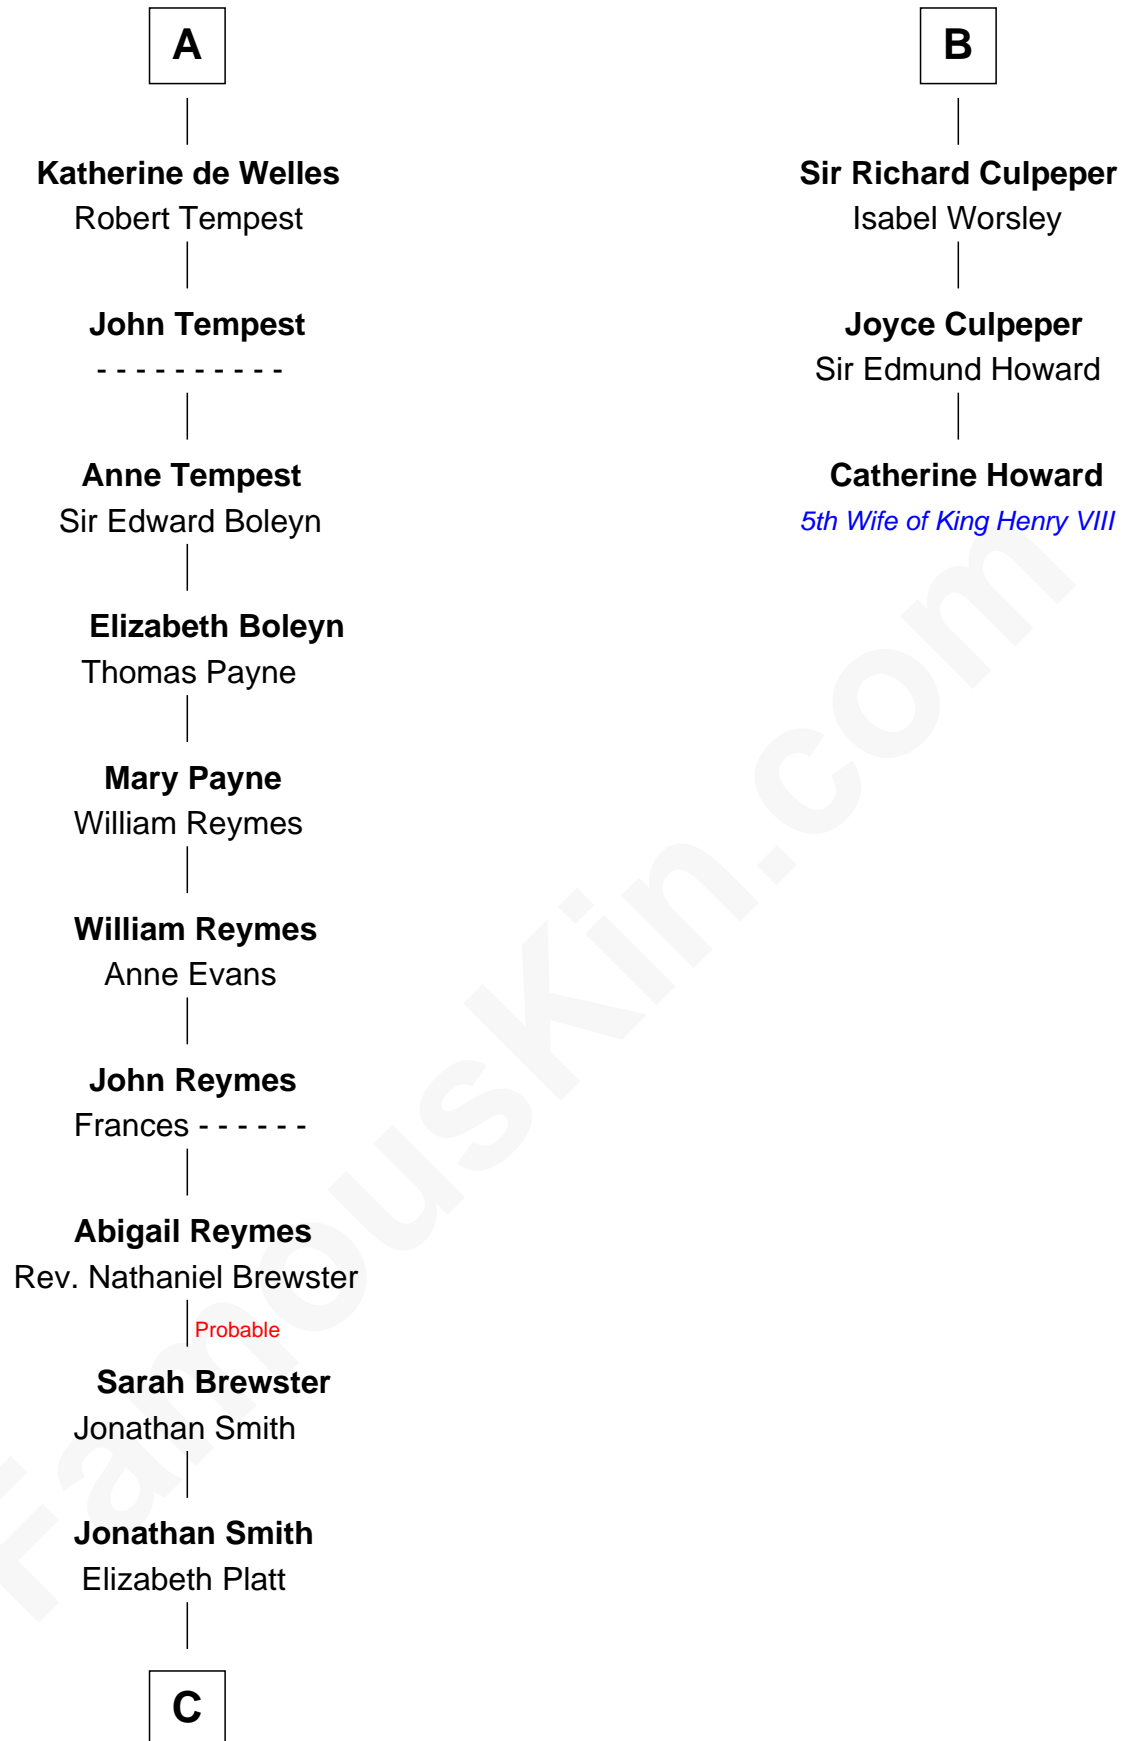 A
Katherine de Welles
Robert Tempest
John Tempest
- - - - - - - - - -
Anne Tempest
Sir Edward Boleyn
Elizabeth Boleyn
Thomas Payne
Mary Payne
William Reymes
William Reymes
Anne Evans
John Reymes
Frances - - - - - -
Abigail Reymes
Rev. Nathaniel Brewster
Probable
Sarah Brewster
Jonathan Smith
Jonathan Smith
Elizabeth Platt
C
B
Sir Richard Culpeper
Isabel Worsley
Joyce Culpeper
Sir Edmund Howard
Catherine Howard
5th Wife of King Henry VIII
FamousKin.com